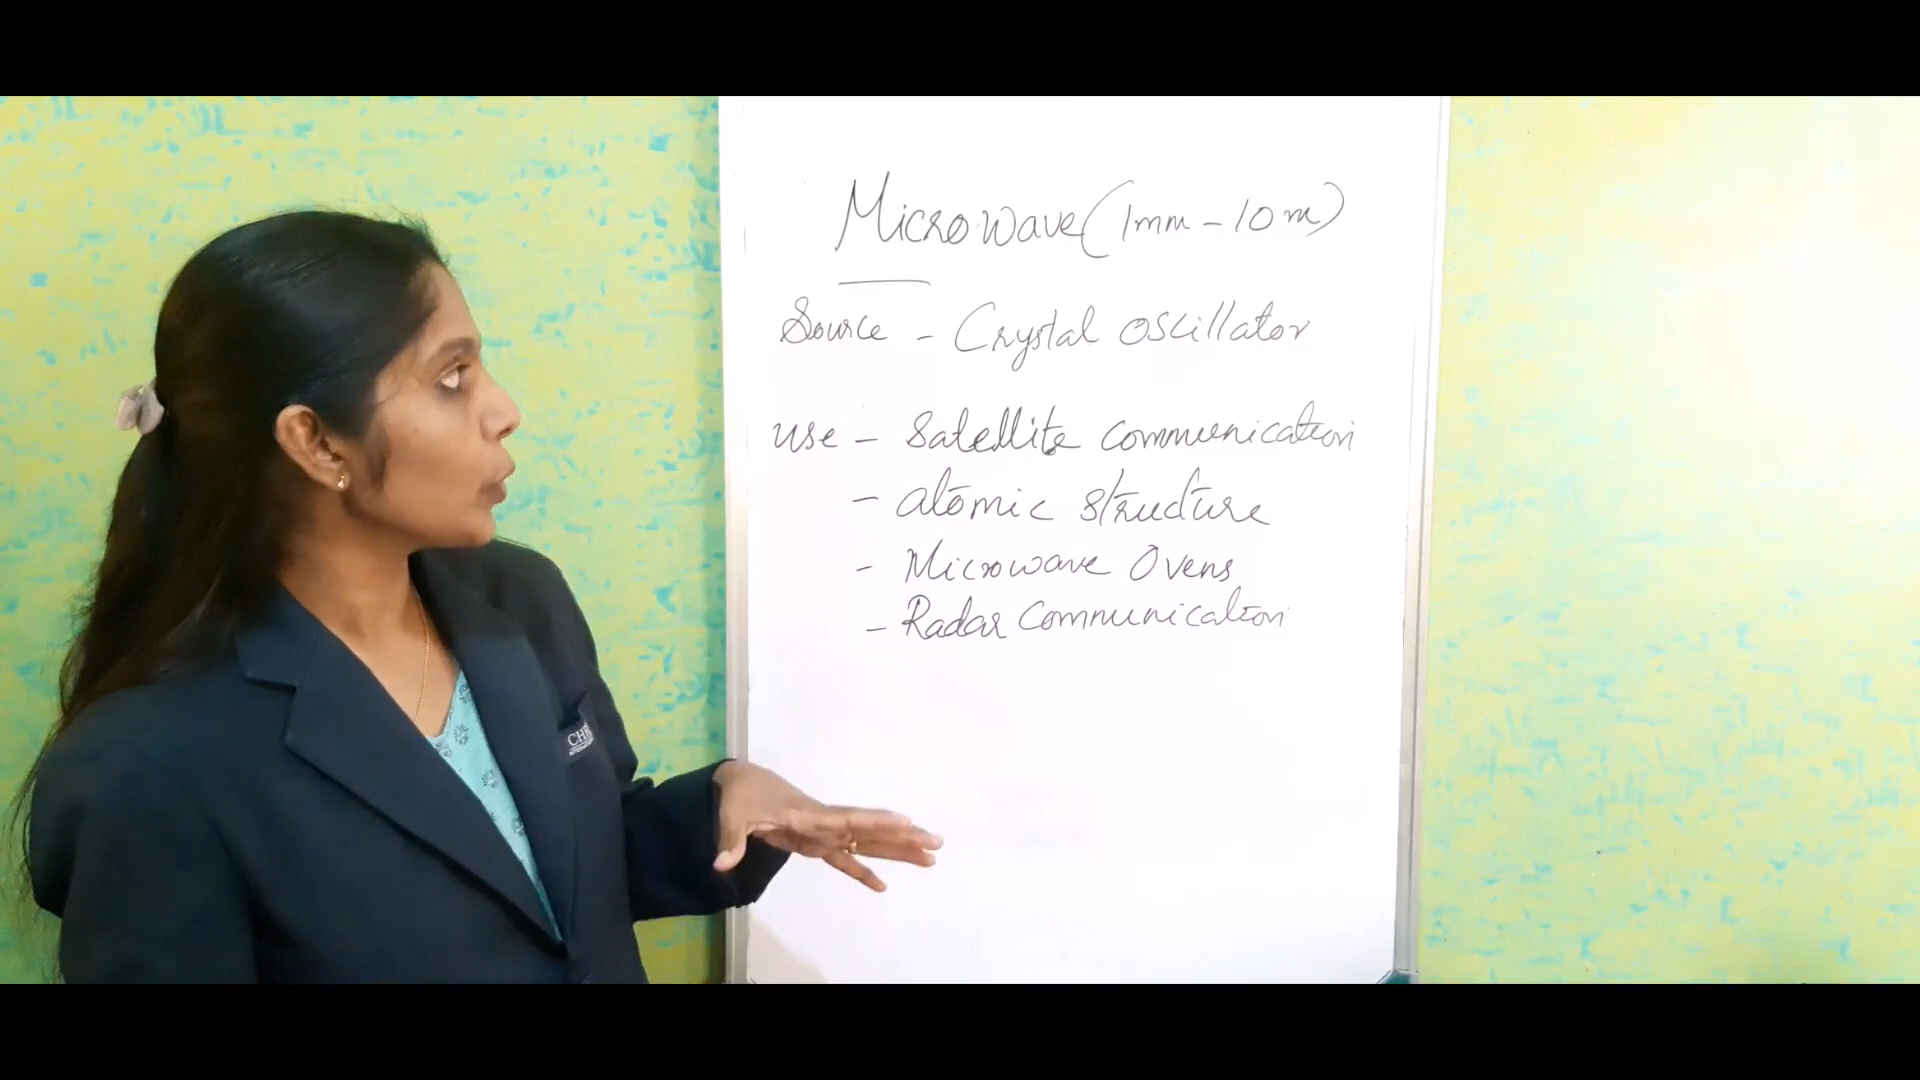 Microwave (1mm - 10m)
Source - Crystal oscillator
use - Satellite communication
- atomic structure
- Microwave Ovens
- Radar Communication